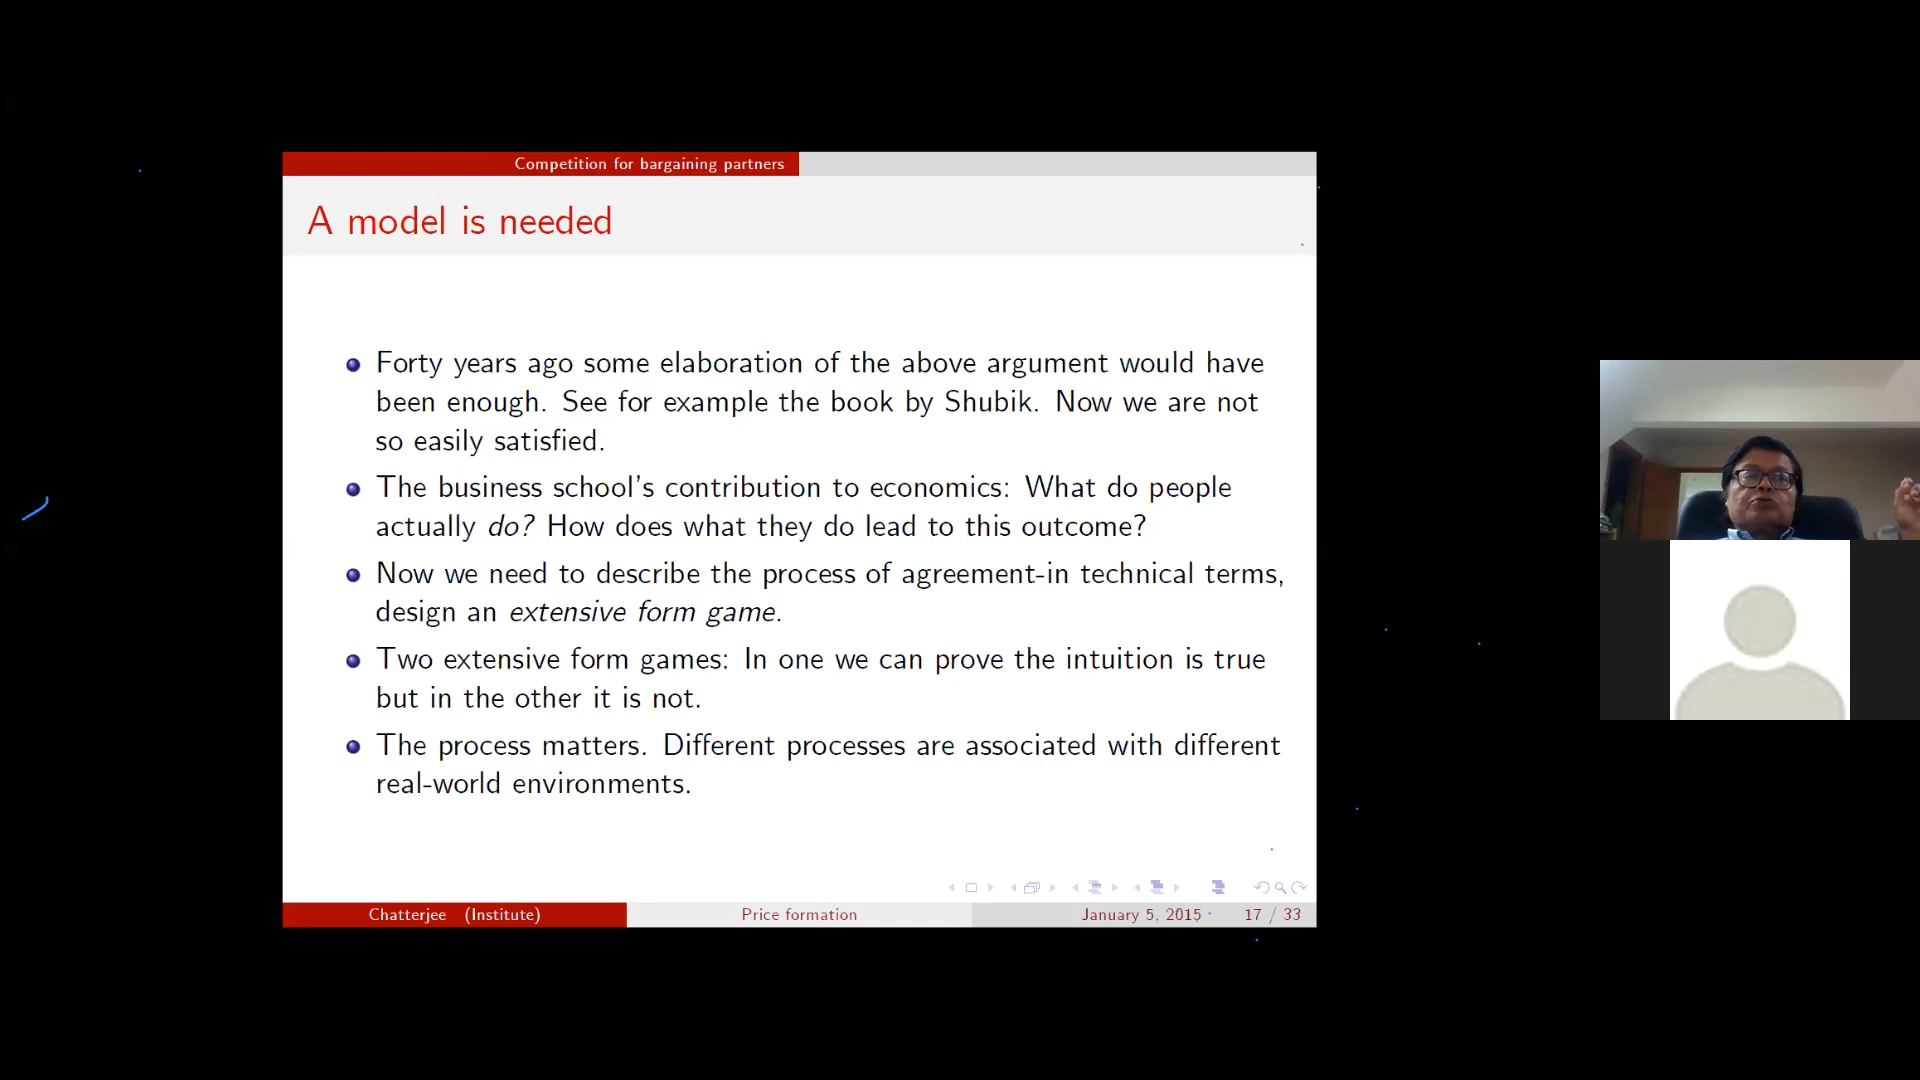 Competition for bargaining partners
A model is needed
Forty years ago some elaboration of the above argument would have
been enough. See for example the book by Shubik. Now we are not
so easily satisfied.
The business school's contribution to economics: What do people
actually do? How does what they do lead to this outcome?
Now we need to describe the process of agreement-in technical terms,
design an extensive form game.
Two extensive form games: In one we can prove the intuition is true
but in the other it is not.
The process matters. Different processes are associated with different
real-world environments.
Chatterjee (Institute) Price formation January 5, 2015 17 / 33